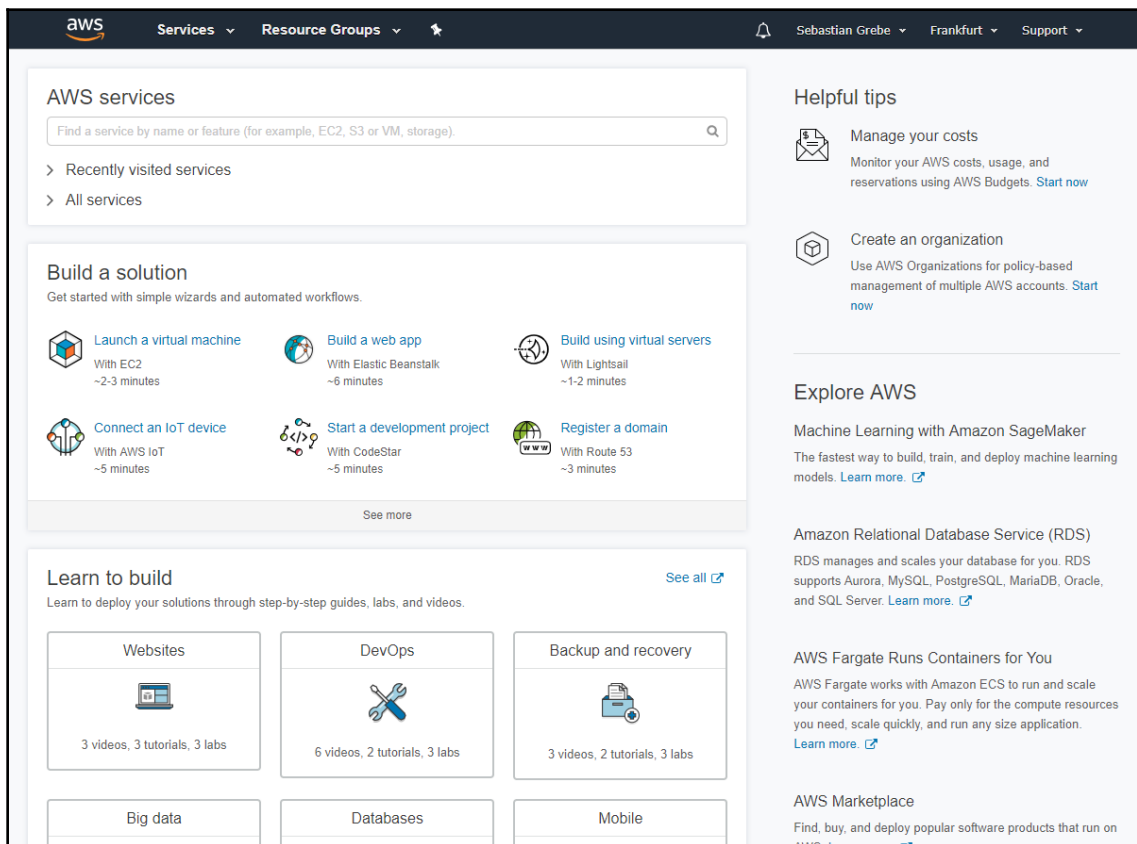 aws Services Resource Groups Sebastian Grebe Frankfurt Support
AWS services
Find a service by name or feature (for example, EC2, S3 or VM, storage).
Recently visited services
All services
Build a solution
Get started with simple wizards and automated workflows.
Launch a virtual machine
With EC2
~2-3 minutes
Build a web app
With Elastic Beanstalk
~6 minutes
Build using virtual servers
With Lightsail
~1-2 minutes
Connect an IoT device
With AWS IoT
~5 minutes
Start a development project
With CodeStar
~5 minutes
Register a domain
With Route 53
~3 minutes
See more
Learn to build
See all
Learn to deploy your solutions through step-by-step guides, labs, and videos.
Websites
3 videos, 3 tutorials, 3 labs
DevOps
6 videos, 2 tutorials, 3 labs
Backup and recovery
3 videos, 2 tutorials, 3 labs
Big data
Databases
Mobile
Helpful tips
Manage your costs
Monitor your AWS costs, usage, and
reservations using AWS Budgets. Start now
Create an organization
Use AWS Organizations for policy-based
management of multiple AWS accounts. Start
now
Explore AWS
Machine Learning with Amazon SageMaker
The fastest way to build, train, and deploy machine learning
models. Learn more.
Amazon Relational Database Service (RDS)
RDS manages and scales your database for you. RDS
supports Aurora, MySQL, PostgreSQL, MariaDB, Oracle,
and SQL Server. Learn more.
AWS Fargate Runs Containers for You
AWS Fargate works with Amazon ECS to run and scale
your containers for you. Pay only for the compute resources
you need, scale quickly, and run any size application.
Learn more.
AWS Marketplace
Find, buy, and deploy popular software products that run on